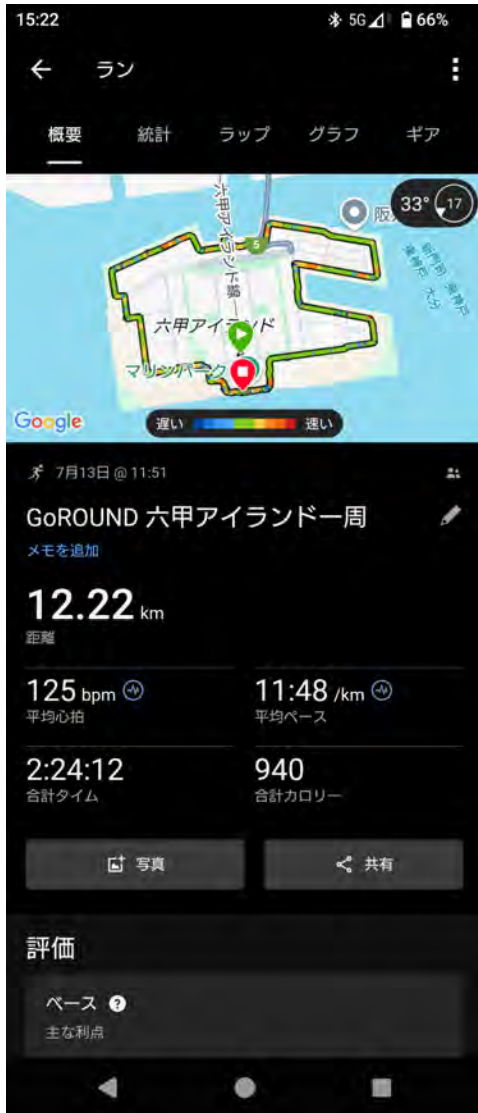 15:22
5G 66%
ラン
概要 統計 ラップ グラフ ギア
六甲アイランド線
5
阪
33° 17
六甲アイランド
マリンパーク
Google
遅い 速い
7月13日 @ 11:51
GoROUND 六甲アイランド一周
メモを追加
12.22 km
距離
125 bpm 11:48 /km
平均心拍 平均ペース
2:24:12 940
合計タイム 合計カロリー
写真 共有
評価
ベース ?
主な利点